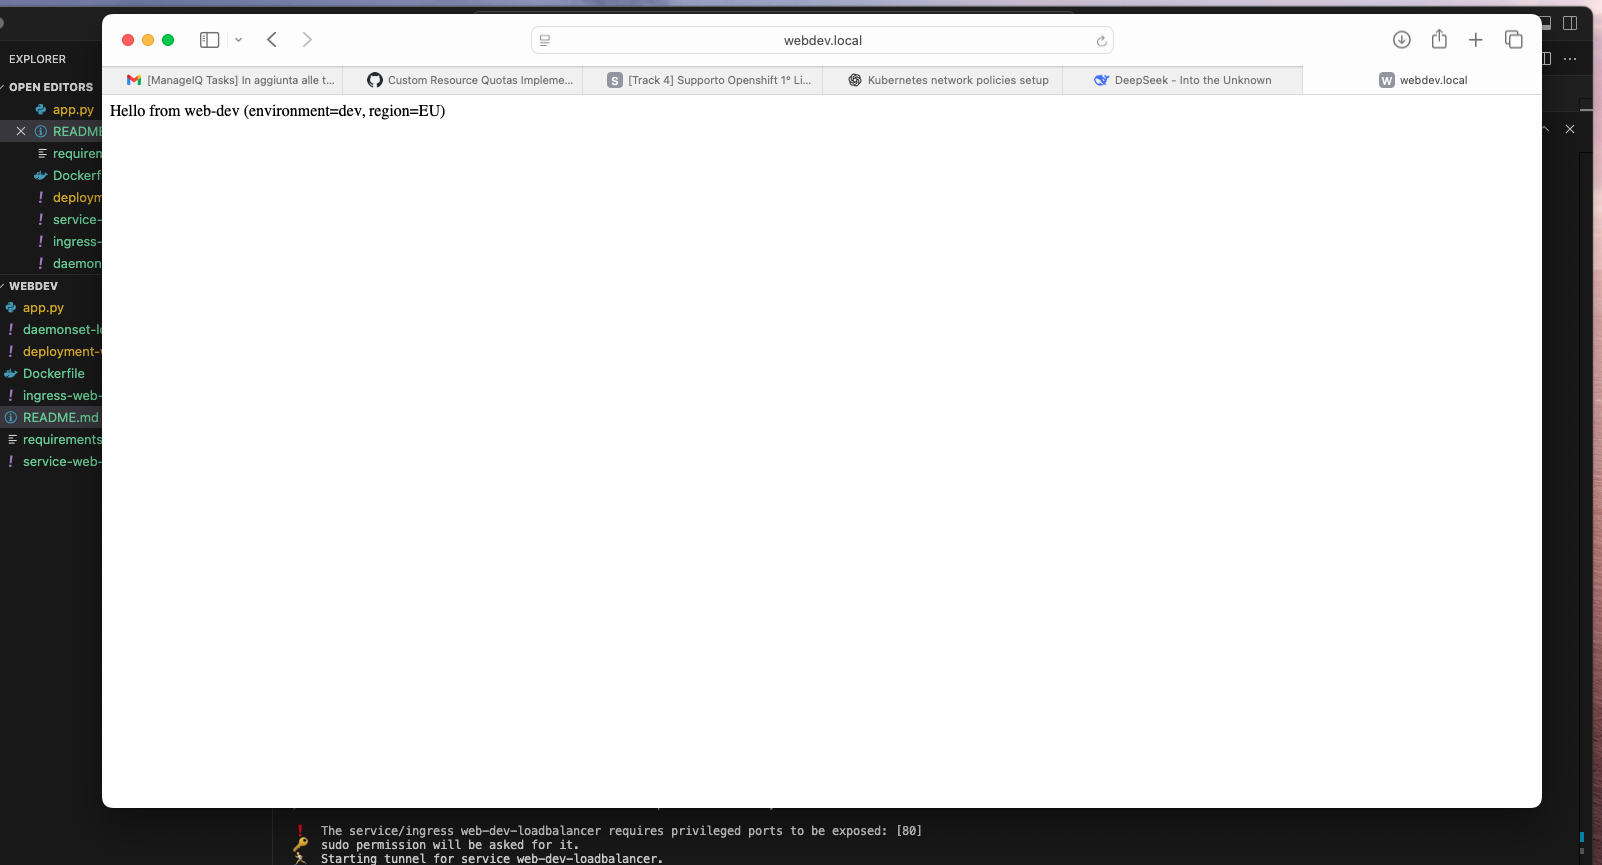 webdev.local
[ManageIQ Tasks] In aggiunta alle t...
Custom Resource Quotas Impleme...
S [Track 4] Supporto Openshift 1° Li...
Kubernetes network policies setup
DeepSeek - Into the Unknown
W webdev.local
Hello from web-dev (environment=dev, region=EU)
EXPLORER
OPEN EDITORS
app.py
README
requiren
Dockerf
! deploym
! service-
! ingress-
! daemon
WEBDEV
app.py
! daemonset-lo
! deployment-w
Dockerfile
! ingress-web-
README.md
requirements
! service-web-
The service/ingress web-dev-loadbalancer requires privileged ports to be exposed: [80]
sudo permission will be asked for it.
Starting tunnel for service web-dev-loadbalancer.